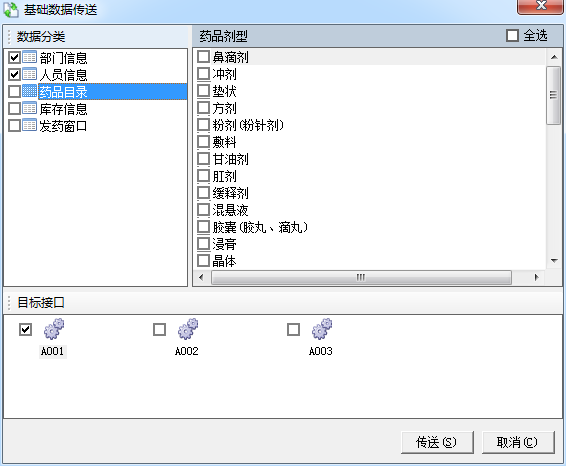 基础数据传送
数据分类
部门信息
人员信息
药品目录
库存信息
发药窗口
药品剂型
全选
鼻滴剂
冲剂
垫状
方剂
粉剂(粉针剂)
敷料
甘油剂
肛剂
缓释剂
混悬液
胶囊(胶丸、滴丸)
浸膏
晶体
目标接口
A001
A002
A003
传送(S)
取消(C)